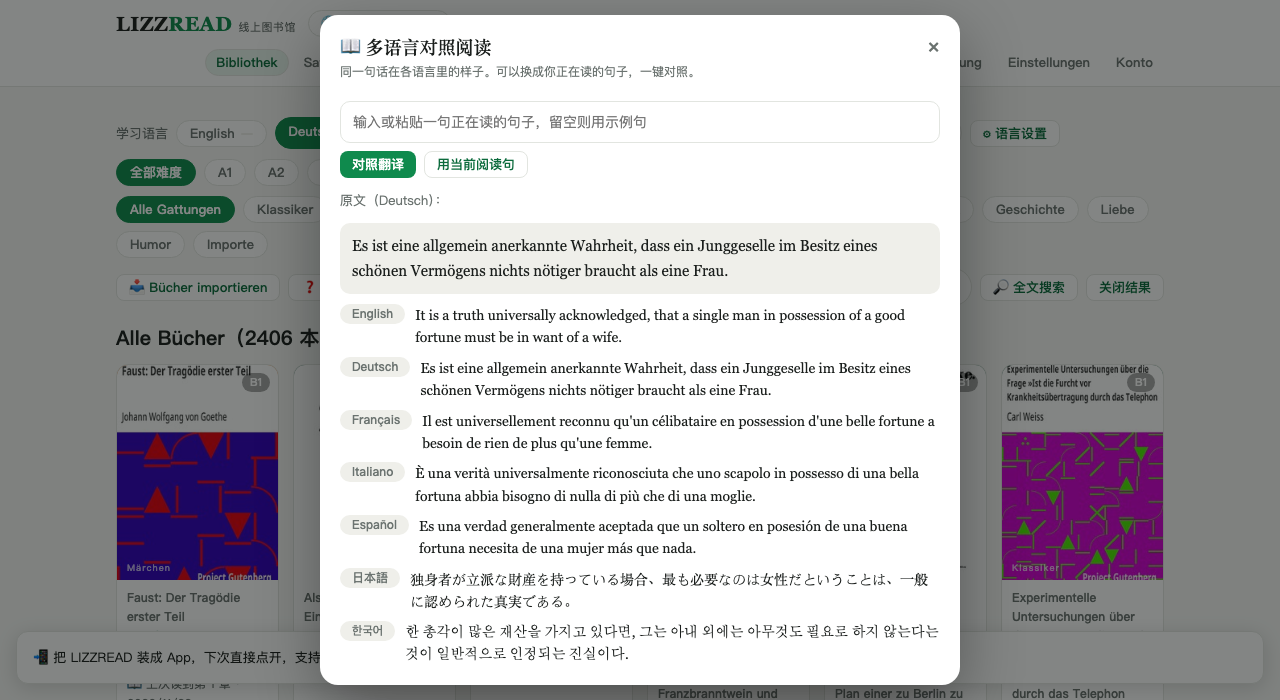 LIZZREAD 线上图书馆
Bibliothek
Einstellungen
Konto
📖 多语言对照阅读
×
同一句话在各语言里的样子。可以换成你正在读的句子，一键对照。
输入或粘贴一句正在读的句子，留空则用示例句
对照翻译
用当前阅读句
原文（Deutsch）：
Es ist eine allgemein anerkannte Wahrheit, dass ein Junggeselle im Besitz eines
schönen Vermögens nichts nötiger braucht als eine Frau.
English
It is a truth universally acknowledged, that a single man in possession of a good
fortune must be in want of a wife.
Deutsch
Es ist eine allgemein anerkannte Wahrheit, dass ein Junggeselle im Besitz eines
schönen Vermögens nichts nötiger braucht als eine Frau.
Français
Il est universellement reconnu qu'un célibataire en possession d'une belle fortune a
besoin de rien de plus qu'une femme.
Italiano
È una verità universalmente riconosciuta che uno scapolo in possesso di una bella
fortuna abbia bisogno di nulla di più che di una moglie.
Español
Es una verdad generalmente aceptada que un soltero en posesión de una buena
fortuna necesita de una mujer más que nada.
日本語
独身者が立派な財産を持っている場合、最も必要なのは女性だということは、一般
に認められた真実である。
한국어
한 총각이 많은 재산을 가지고 있다면, 그는 아내 외에는 아무것도 필요로 하지 않는다는
것이 일반적으로 인정되는 진실이다.
学习语言
English —
⚙ 语言设置
全部难度
A1
A2
Alle Gattungen
Klassiker
Geschichte
Liebe
Humor
Importe
📥 Bücher importieren
❓
🔎 全文搜索
关闭结果
Alle Bücher（2406 本
Faust: Der Tragödie erster Teil
B1
Johann Wolfgang von Goethe
Märchen
Project Gutenberg
Faust: Der Tragödie
erster Teil
Experimentelle Untersuchungen über die
Frage »Ist die Furcht vor
Krankheitsübertragung durch das Telephon
B1
Carl Weiss
Klassiker
Project Gutenberg
Experimentelle
Untersuchungen über
durch das Telephon
Franzbranntwein und
Plan einer zu Berlin zu
📲 把 LIZZREAD 装成 App，下次直接点开，支持